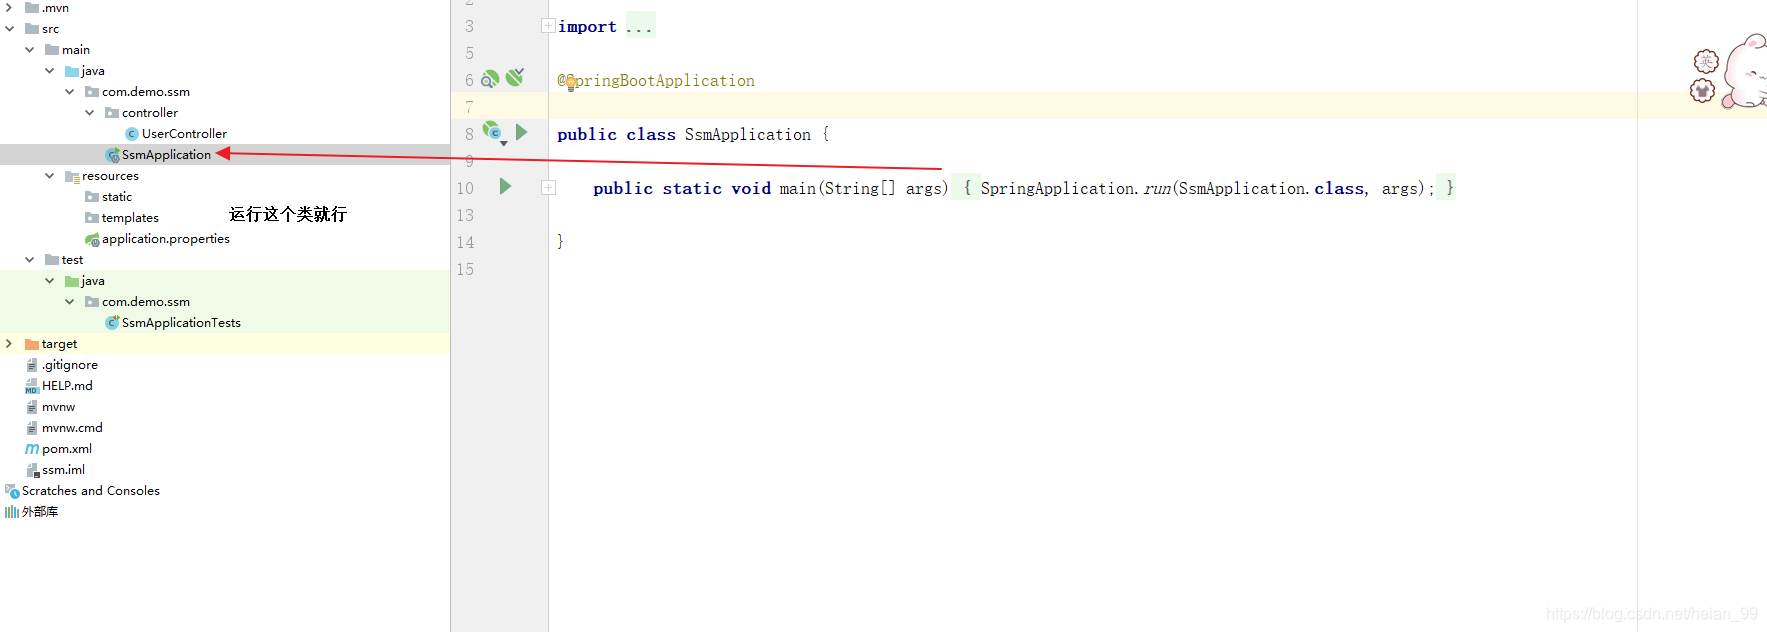 .mvn
src
main
java
com.demo.ssm
controller
UserController
SsmApplication
resources
static
templates
运行这个类就行
application.properties
test
java
com.demo.ssm
SsmApplicationTests
target
.gitignore
HELP.md
mvnw
mvnw.cmd
pom.xml
ssm.iml
Scratches and Consoles
外部库
3 import ...
5
6 @SpringBootApplication
7
8 public class SsmApplication {
9
10 public static void main(String[] args) { SpringApplication.run(SsmApplication.class, args); }
13
14 }
15
英
https://blog.csdn.net/heian_99